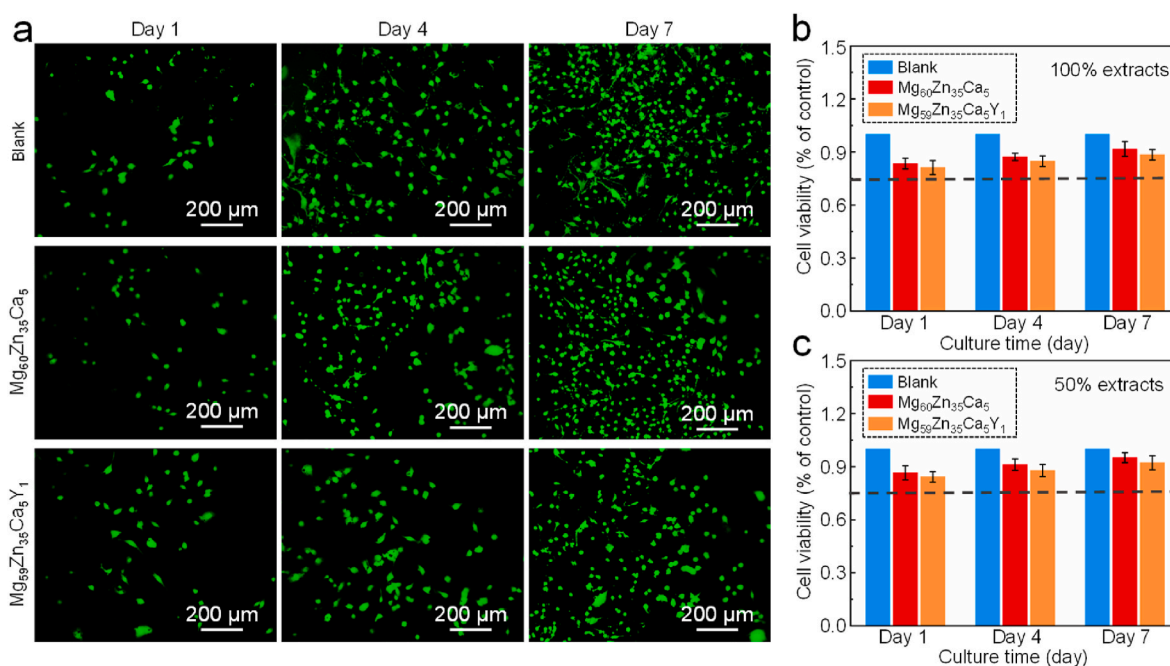 a
Day 1
Day 4
Day 7
Blank
200 μm
200 μm
200 μm
Mg60Zn35Ca5
200 μm
200 μm
200 μm
Mg59Zn35Ca5Y1
200 μm
200 μm
200 μm
b
Cell viability (% of control)
1.5
1.2
0.9
0.6
0.3
0.0
Blank
Mg60Zn35Ca5
Mg59Zn35Ca5Y1
100% extracts
Day 1
Day 4
Day 7
Culture time (day)
c
Cell viability (% of control)
1.5
1.2
0.9
0.6
0.3
0.0
Blank
Mg60Zn35Ca5
Mg59Zn35Ca5Y1
50% extracts
Day 1
Day 4
Day 7
Culture time (day)